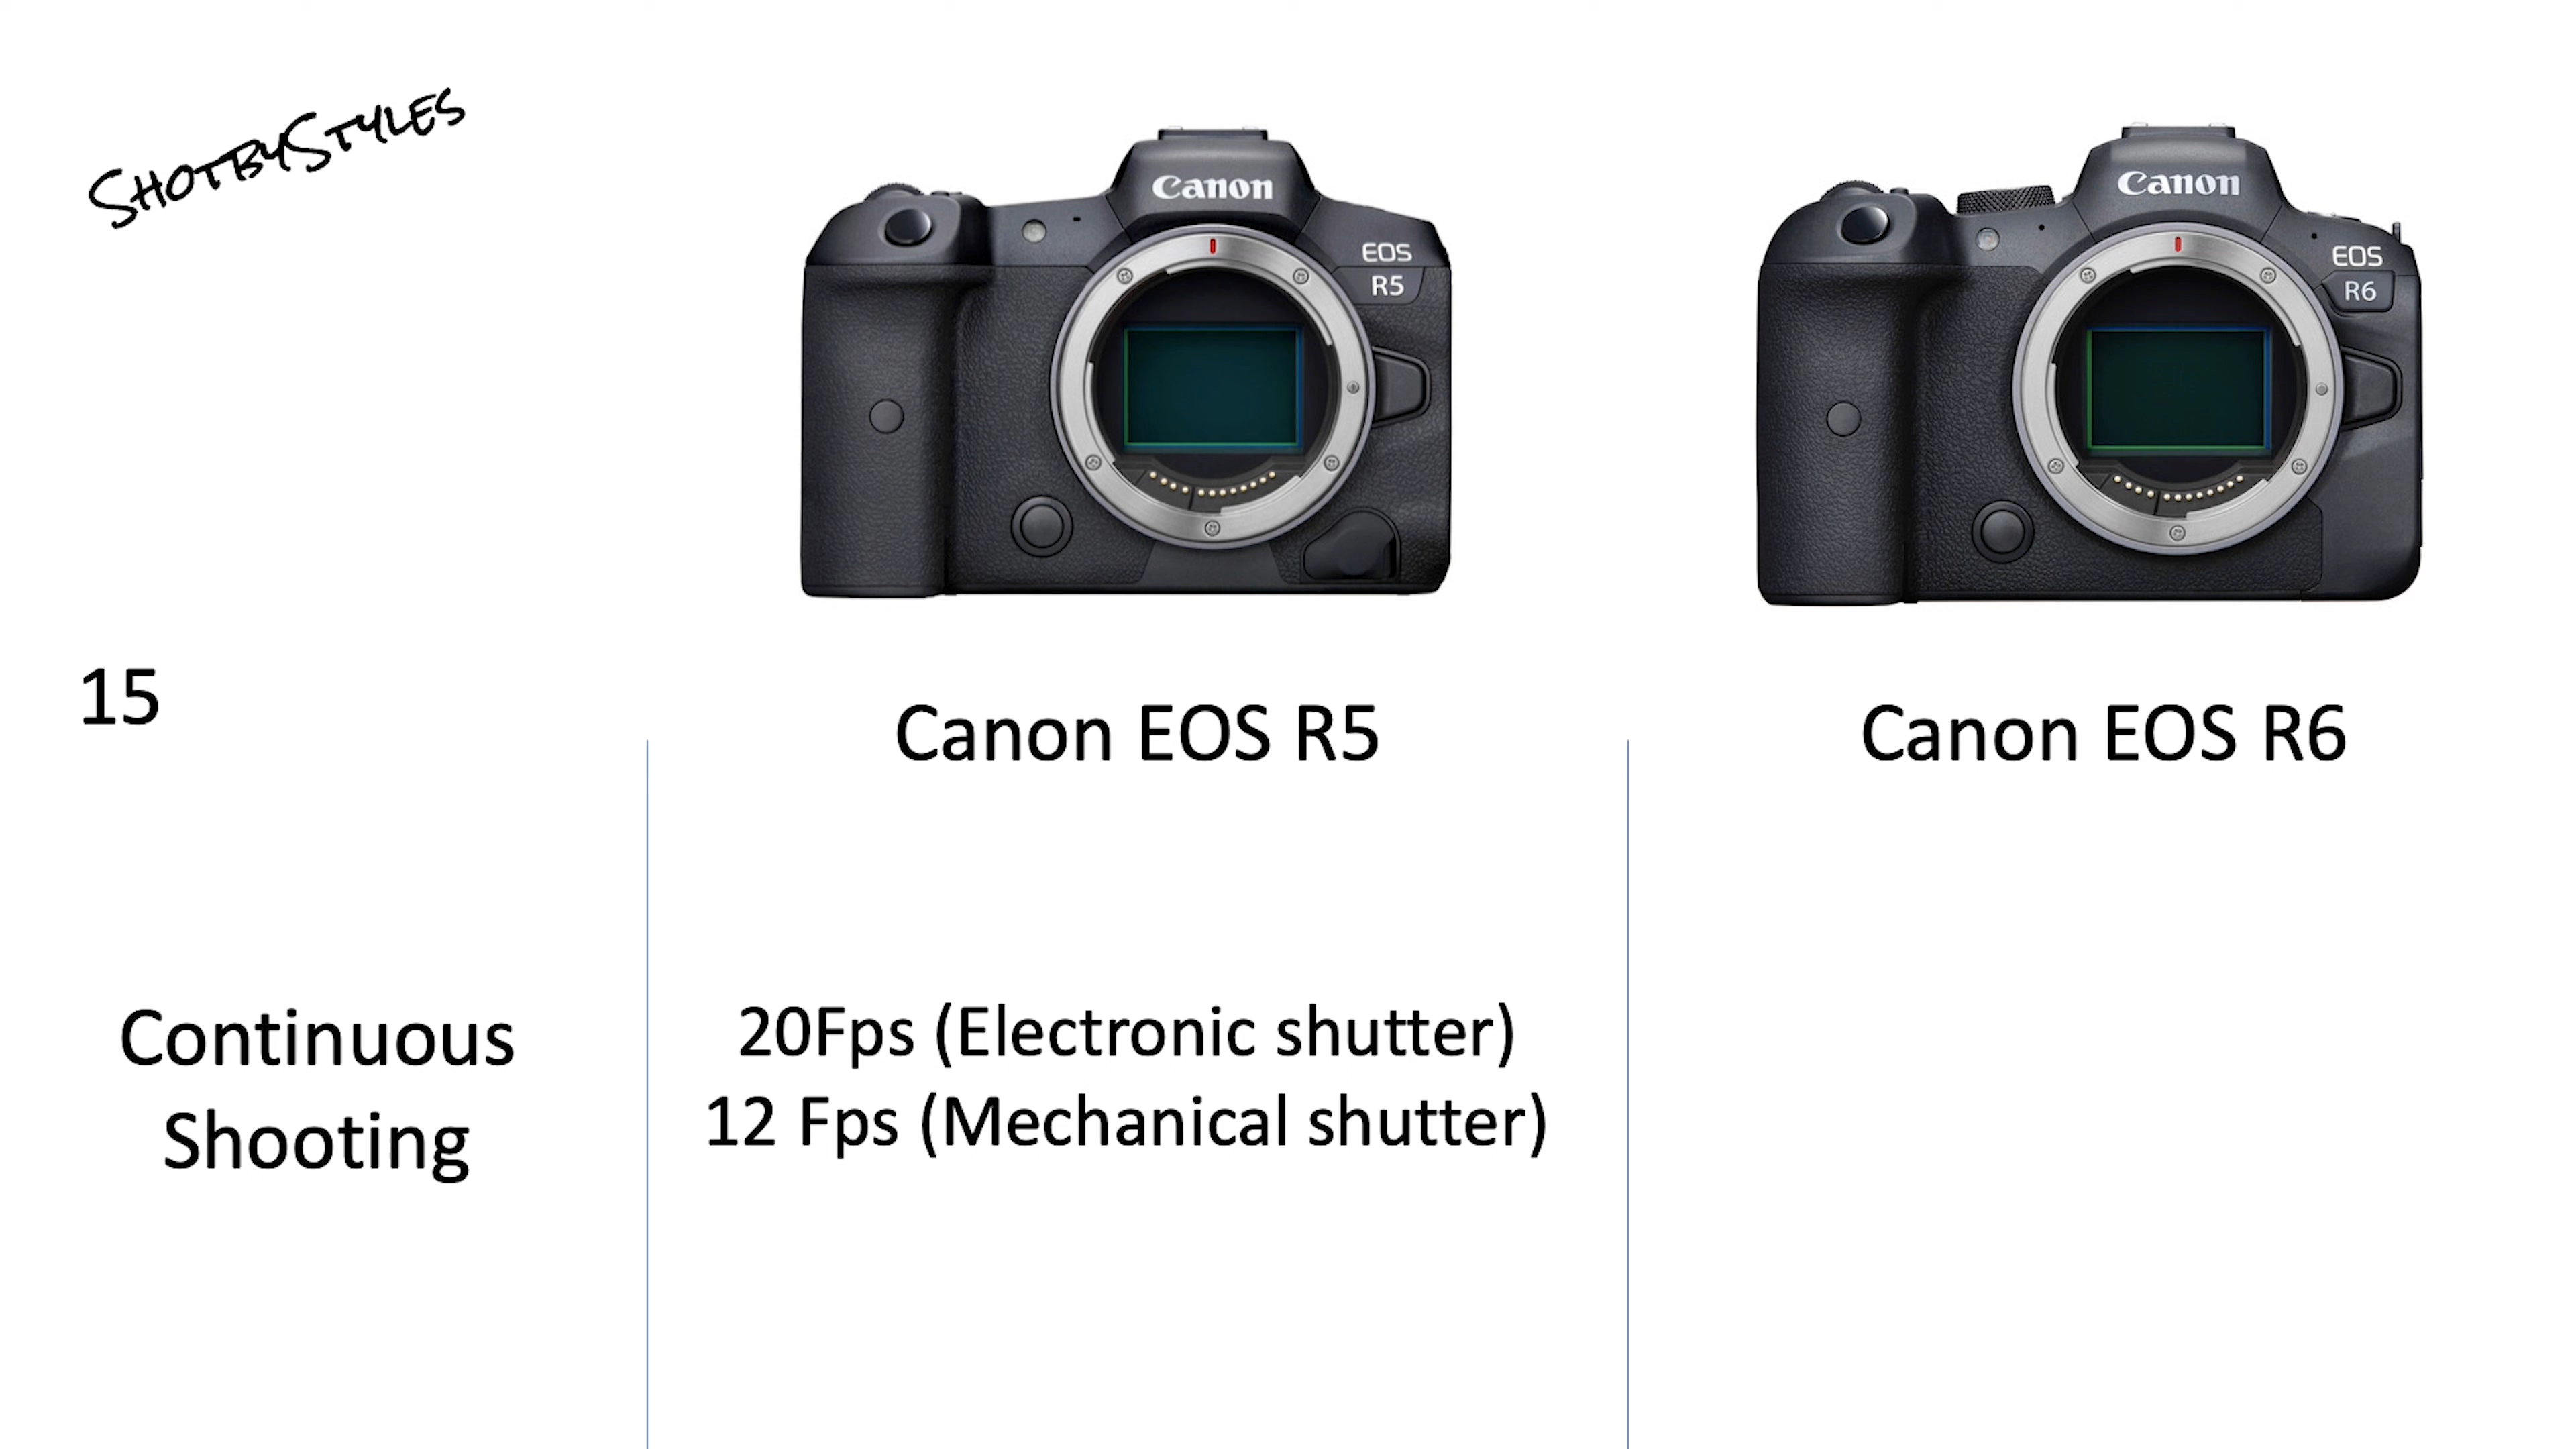 ShotbyStyles
Canon
EOS
R5
Canon
EOS
R6
15
Canon EOS R5
Canon EOS R6
Continuous
Shooting
20Fps (Electronic shutter)
12 Fps (Mechanical shutter)